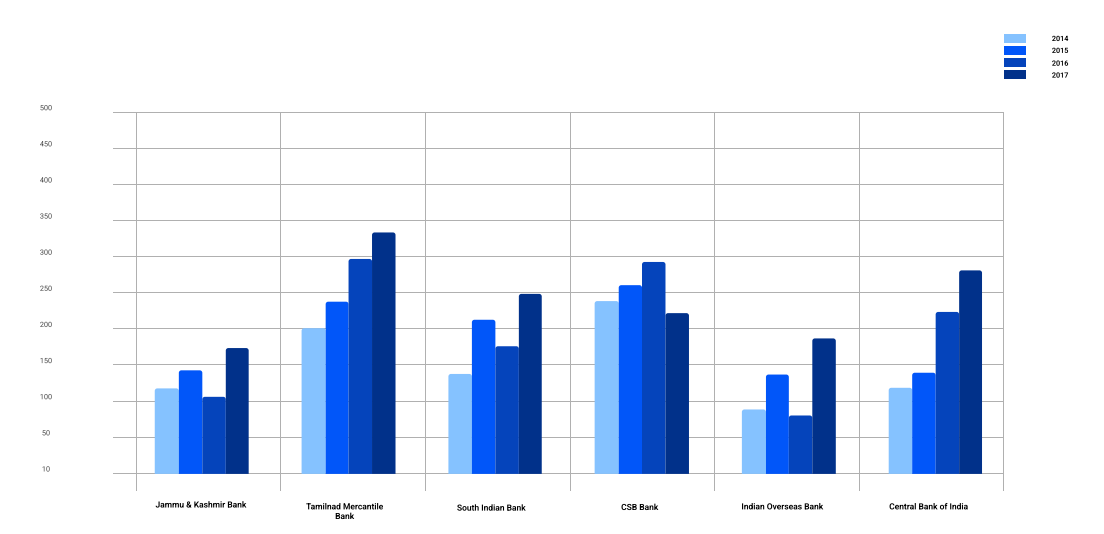 2014
2015
2016
2017
500
450
400
350
300
250
200
150
100
50
10
Jammu & Kashmir Bank
Tamilnad Mercantile
Bank
South Indian Bank
CSB Bank
Indian Overseas Bank
Central Bank of India